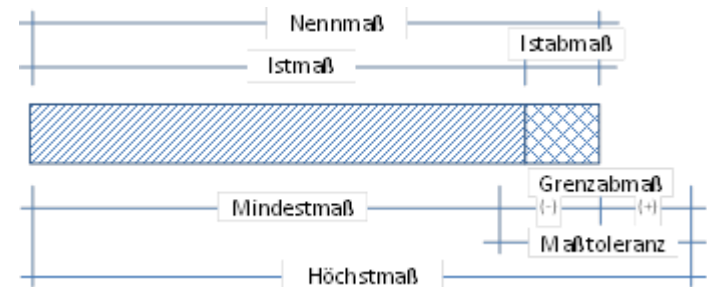 Nennmaß
Istabmaß
Istmaß
Grenzabmaß
Mindestmaß
(-)
(+)
Maßtoleranz
Höchstmaß